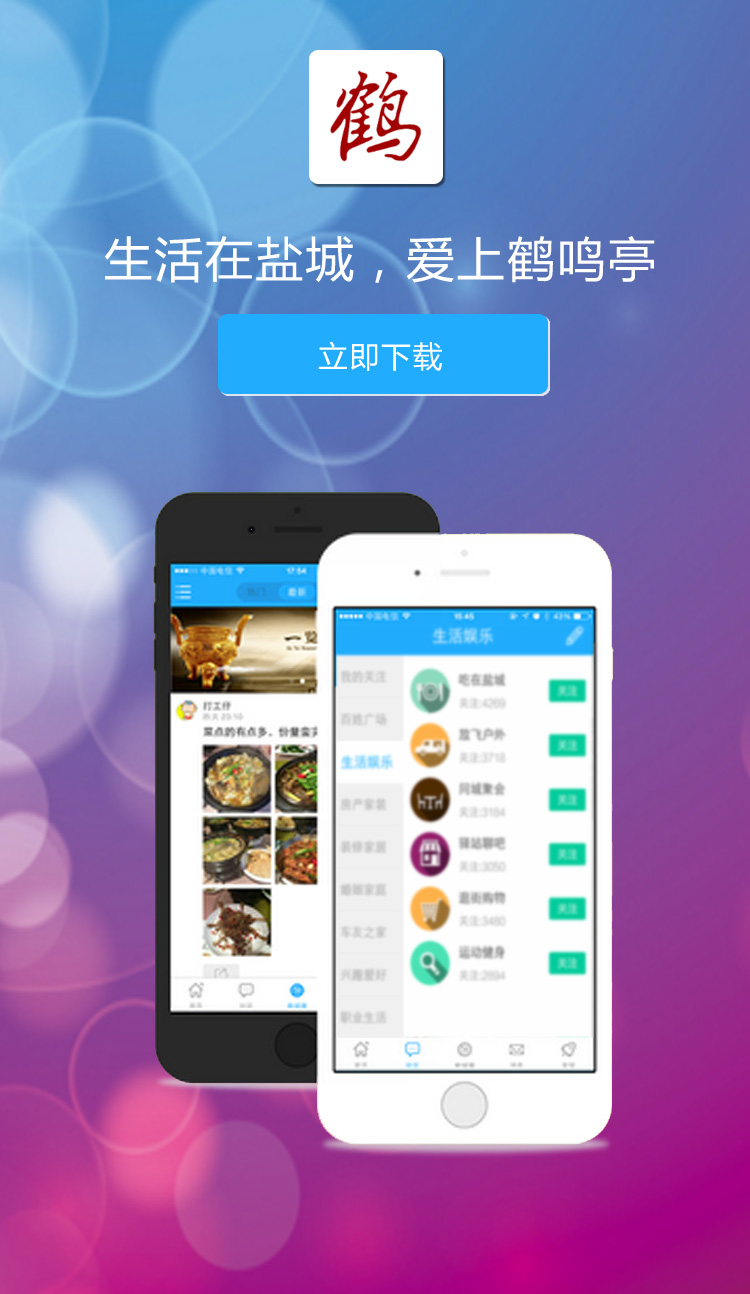 鹤
生活在盐城，爱上鹤鸣亭
立即下载
中国电信
17:54
热门
最新
一览
打工仔
昨天 23:10
菜点的有点多，份量蛮实
中国电信
16:45
43%
生活娱乐
我的关注
百姓广场
生活娱乐
房产家装
装修家居
婚姻家庭
车友之家
兴趣爱好
职业生活
吃在盐城
关注:4269
关注
放飞户外
关注:3718
关注
同城聚会
关注:3184
关注
驿站聊吧
关注:3050
关注
逛街购物
关注:3480
关注
运动健身
关注:2894
关注